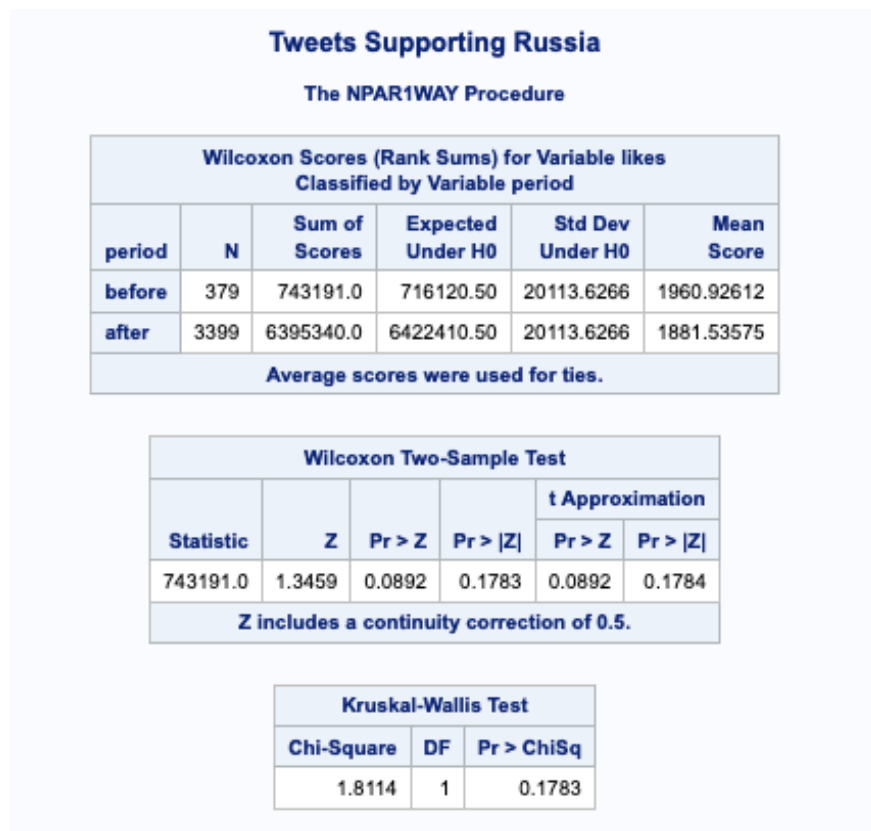 Tweets Supporting Russia
The NPAR1WAY Procedure
Wilcoxon Scores (Rank Sums) for Variable likes
Classified by Variable period
period N Sum of Scores Expected Under H0 Std Dev Under H0 Mean Score
before 379 743191.0 716120.50 20113.6266 1960.92612
after 3399 6395340.0 6422410.50 20113.6266 1881.53575
Average scores were used for ties.
Wilcoxon Two-Sample Test
t Approximation
Statistic Z Pr > Z Pr > |Z| Pr > Z Pr > |Z|
743191.0 1.3459 0.0892 0.1783 0.0892 0.1784
Z includes a continuity correction of 0.5.
Kruskal-Wallis Test
Chi-Square DF Pr > ChiSq
1.8114 1 0.1783